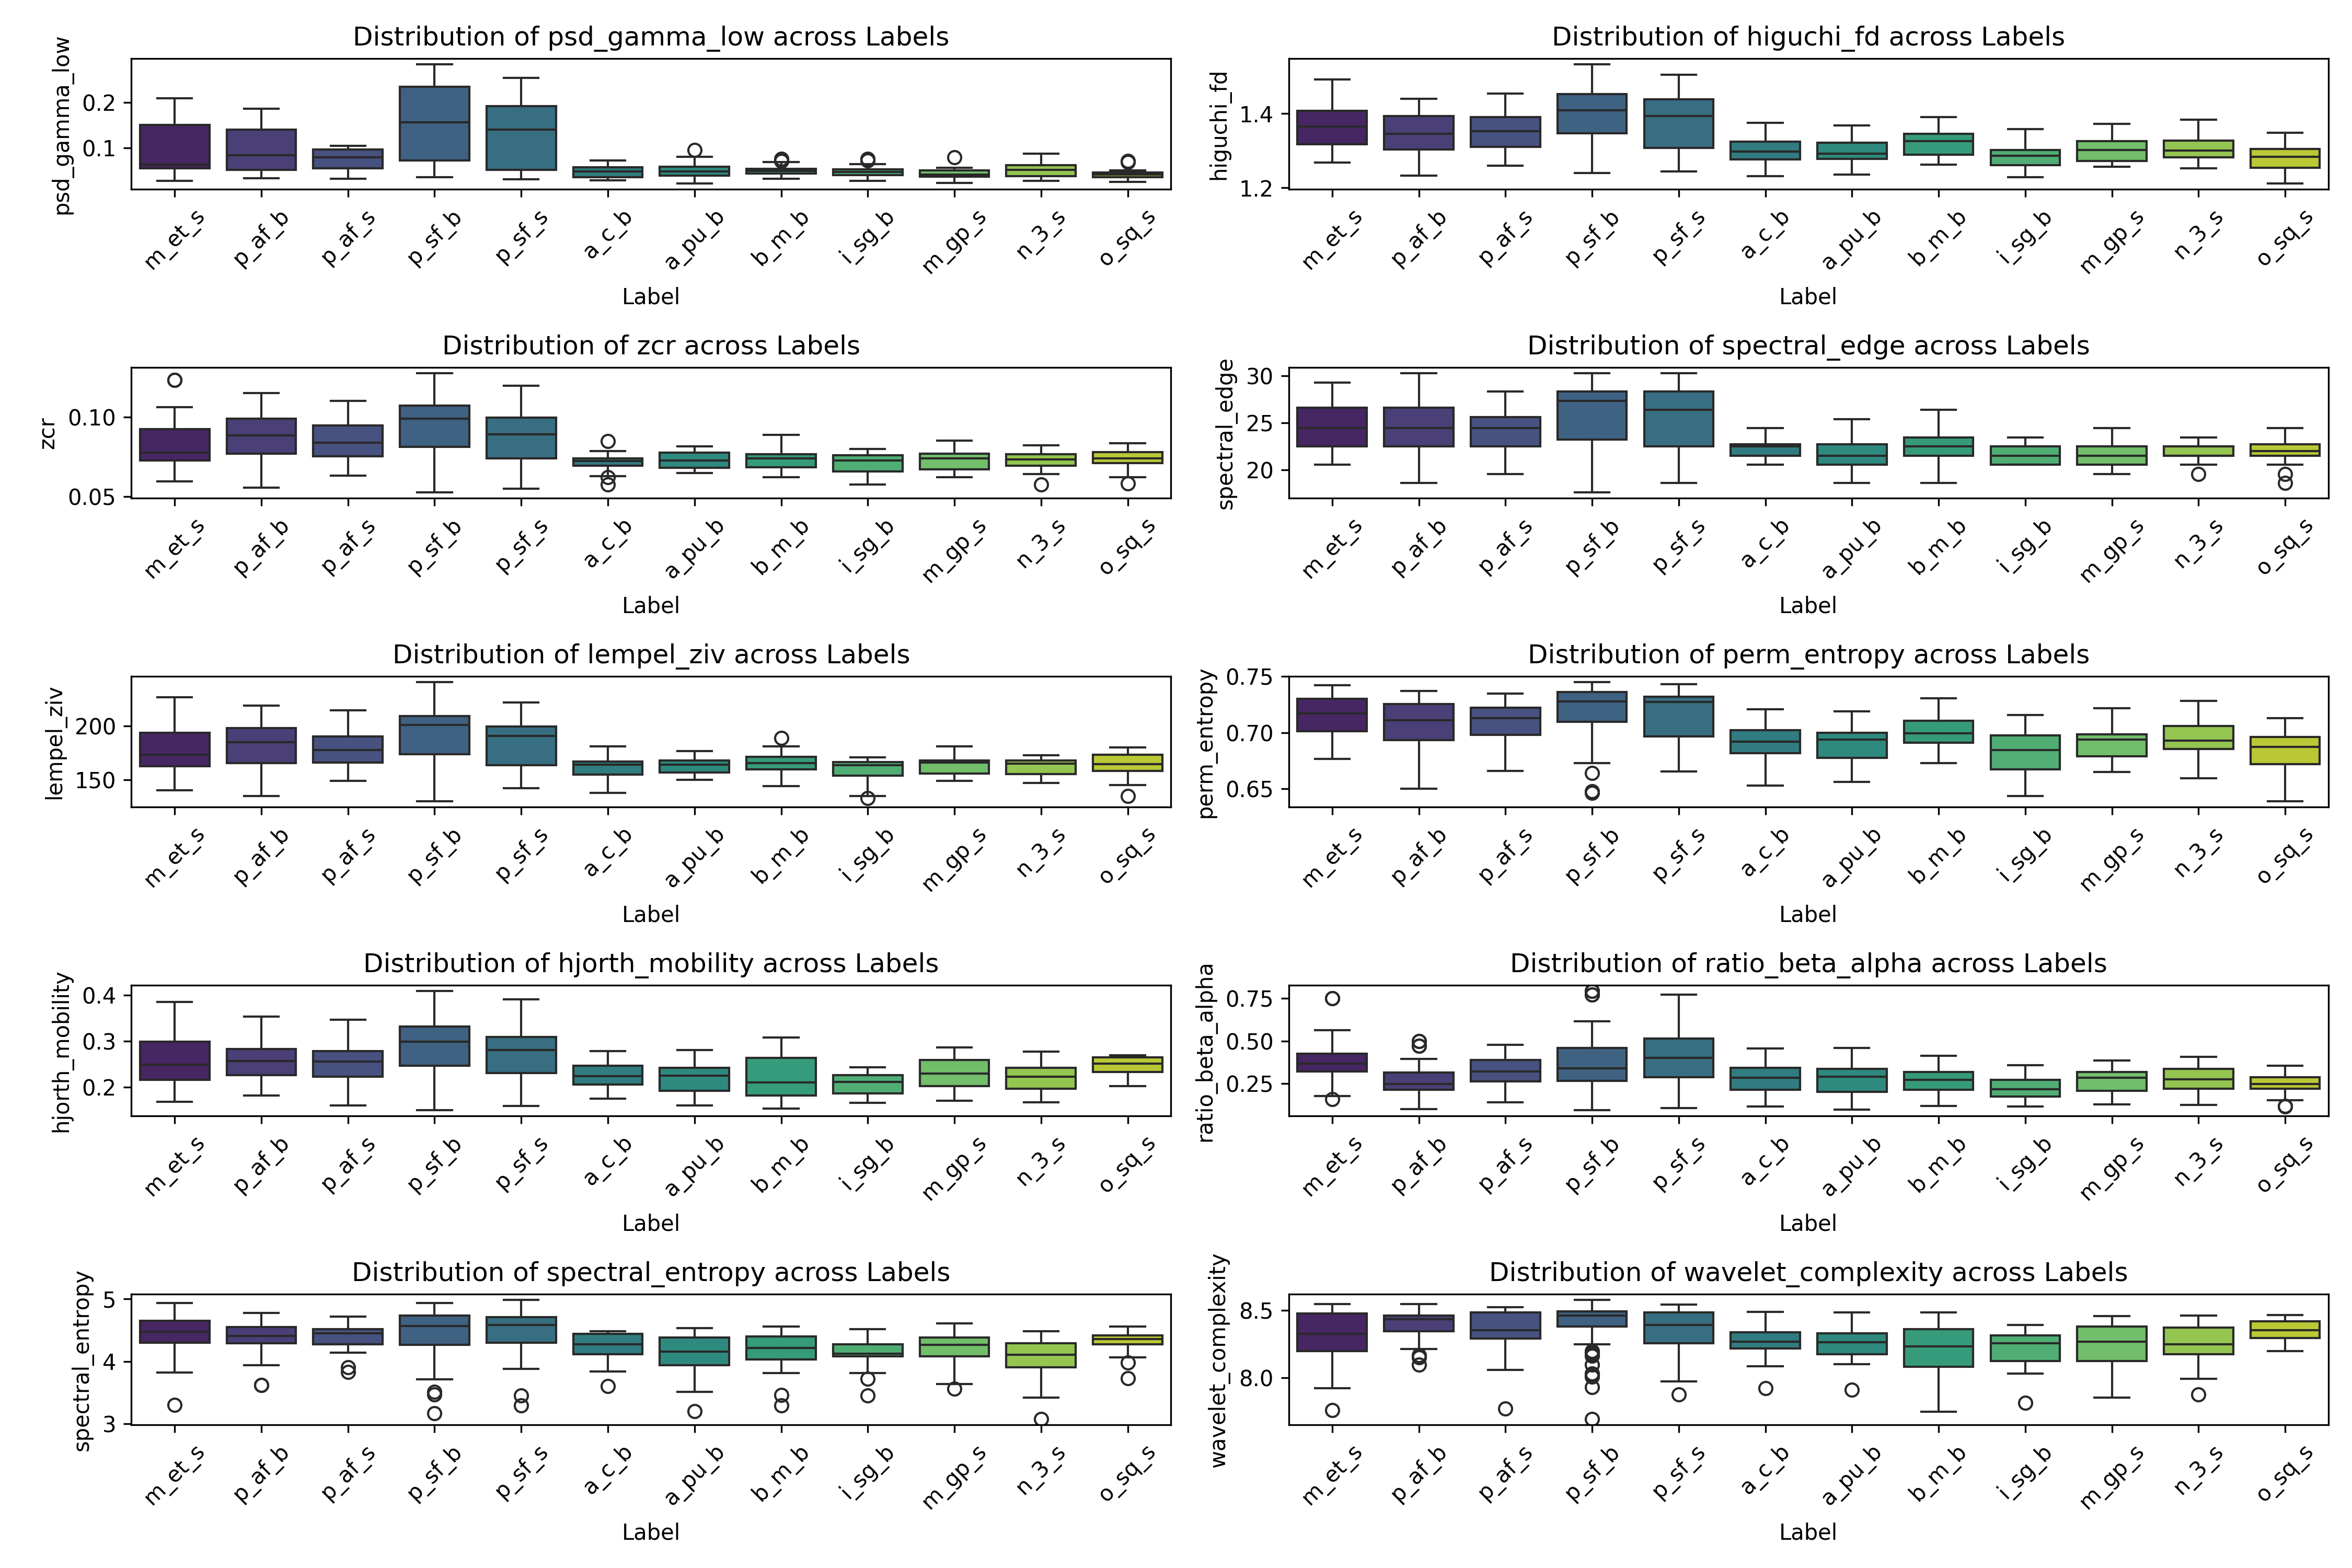 Distribution of psd_gamma_low across Labels
psd_gamma_low
0.2
0.1
m_et_s p_af_b p_af_s p_sf_b p_sf_s a_c_b a_pu_b b_m_b i_sg_b m_gp_s n_3_s o_sq_s
Label
Distribution of higuchi_fd across Labels
higuchi_fd
1.4
1.2
m_et_s p_af_b p_af_s p_sf_b p_sf_s a_c_b a_pu_b b_m_b i_sg_b m_gp_s n_3_s o_sq_s
Label
Distribution of zcr across Labels
zcr
0.10
0.05
m_et_s p_af_b p_af_s p_sf_b p_sf_s a_c_b a_pu_b b_m_b i_sg_b m_gp_s n_3_s o_sq_s
Label
Distribution of spectral_edge across Labels
spectral_edge
30
25
20
m_et_s p_af_b p_af_s p_sf_b p_sf_s a_c_b a_pu_b b_m_b i_sg_b m_gp_s n_3_s o_sq_s
Label
Distribution of lempel_ziv across Labels
lempel_ziv
200
150
m_et_s p_af_b p_af_s p_sf_b p_sf_s a_c_b a_pu_b b_m_b i_sg_b m_gp_s n_3_s o_sq_s
Label
Distribution of perm_entropy across Labels
perm_entropy
0.75
0.70
0.65
m_et_s p_af_b p_af_s p_sf_b p_sf_s a_c_b a_pu_b b_m_b i_sg_b m_gp_s n_3_s o_sq_s
Label
Distribution of hjorth_mobility across Labels
hjorth_mobility
0.4
0.3
0.2
m_et_s p_af_b p_af_s p_sf_b p_sf_s a_c_b a_pu_b b_m_b i_sg_b m_gp_s n_3_s o_sq_s
Label
Distribution of ratio_beta_alpha across Labels
ratio_beta_alpha
0.75
0.50
0.25
m_et_s p_af_b p_af_s p_sf_b p_sf_s a_c_b a_pu_b b_m_b i_sg_b m_gp_s n_3_s o_sq_s
Label
Distribution of spectral_entropy across Labels
spectral_entropy
5
4
3
m_et_s p_af_b p_af_s p_sf_b p_sf_s a_c_b a_pu_b b_m_b i_sg_b m_gp_s n_3_s o_sq_s
Label
Distribution of wavelet_complexity across Labels
wavelet_complexity
8.5
8.0
m_et_s p_af_b p_af_s p_sf_b p_sf_s a_c_b a_pu_b b_m_b i_sg_b m_gp_s n_3_s o_sq_s
Label